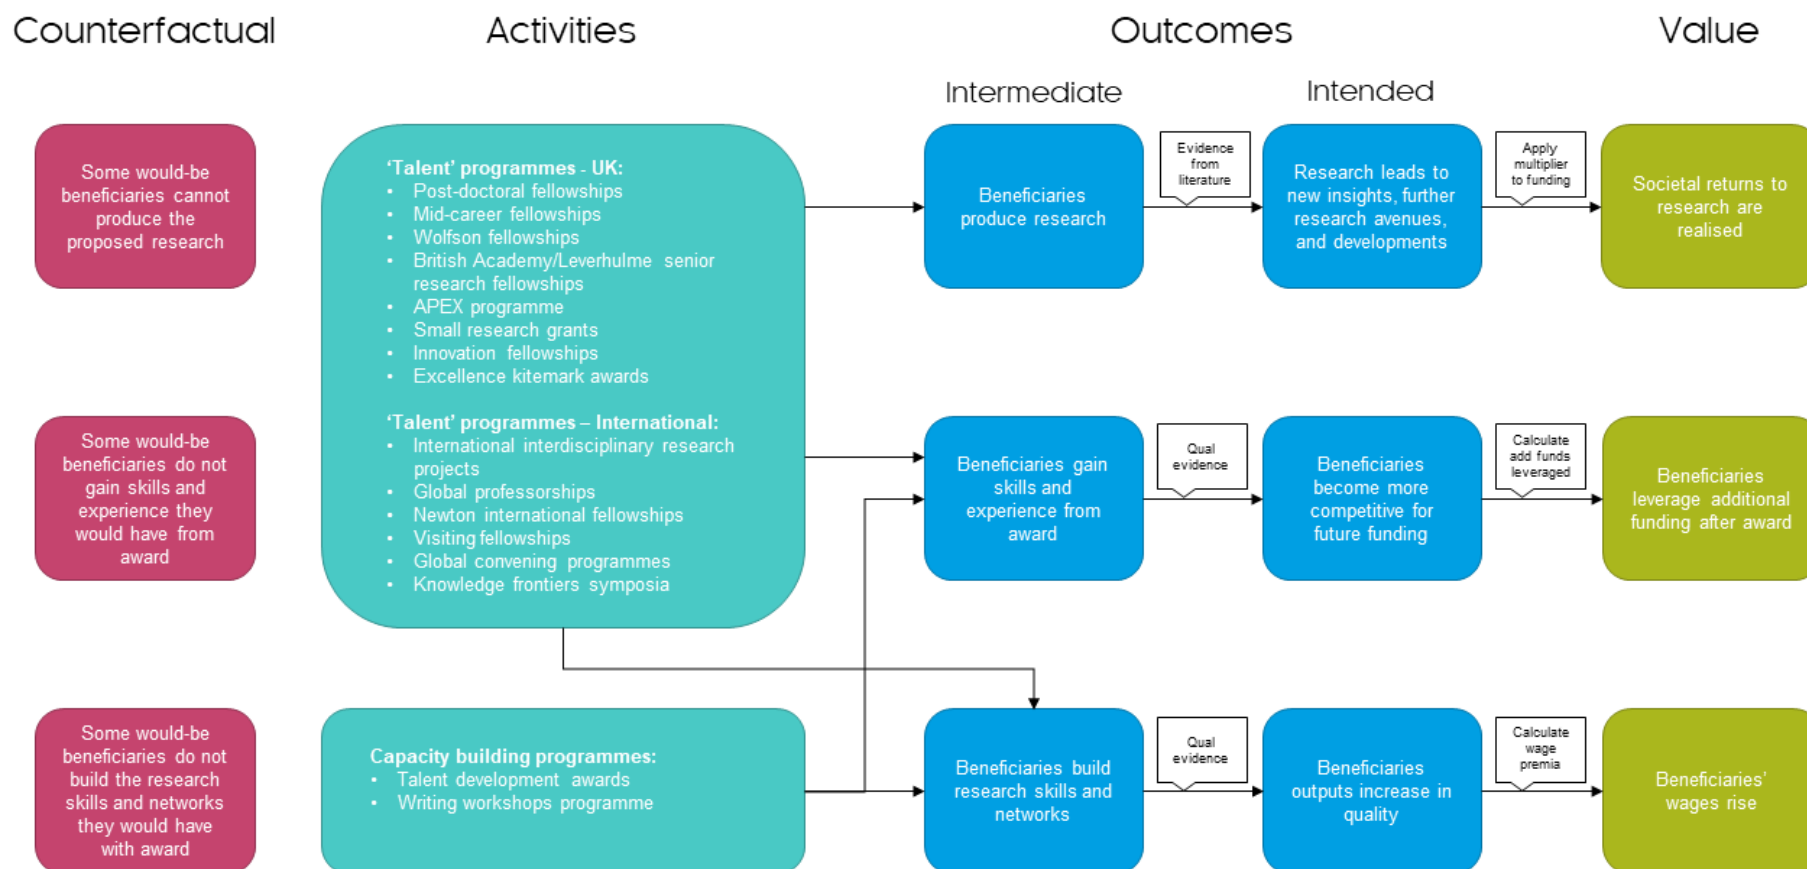 Counterfactual
Activities
Outcomes
Value
Intermediate
Intended
Some would-be
beneficiaries cannot
produce the
proposed research
‘Talent’ programmes - UK:
• Post-doctoral fellowships
• Mid-career fellowships
• Wolfson fellowships
• British Academy/Leverhulme senior
research fellowships
• APEX programme
• Small research grants
• Innovation fellowships
• Excellence kitemark awards
‘Talent’ programmes – International:
• International interdisciplinary research
projects
• Global professorships
• Newton international fellowships
• Visiting fellowships
• Global convening programmes
• Knowledge frontiers symposia
Beneficiaries
produce research
Evidence
from
literature
Research leads to
new insights, further
research avenues,
and developments
Apply
multiplier
to funding
Societal returns to
research are
realised
Some would-be
beneficiaries do not
gain skills and
experience they
would have from
award
Beneficiaries gain
skills and
experience from
award
Qual
evidence
Beneficiaries
become more
competitive for
future funding
Calculate
add funds
leveraged
Beneficiaries
leverage additional
funding after award
Some would-be
beneficiaries do not
build the research
skills and networks
they would have
with award
Capacity building programmes:
• Talent development awards
• Writing workshops programme
Beneficiaries build
research skills and
networks
Qual
evidence
Beneficiaries
outputs increase in
quality
Calculate
wage
premia
Beneficiaries’
wages rise